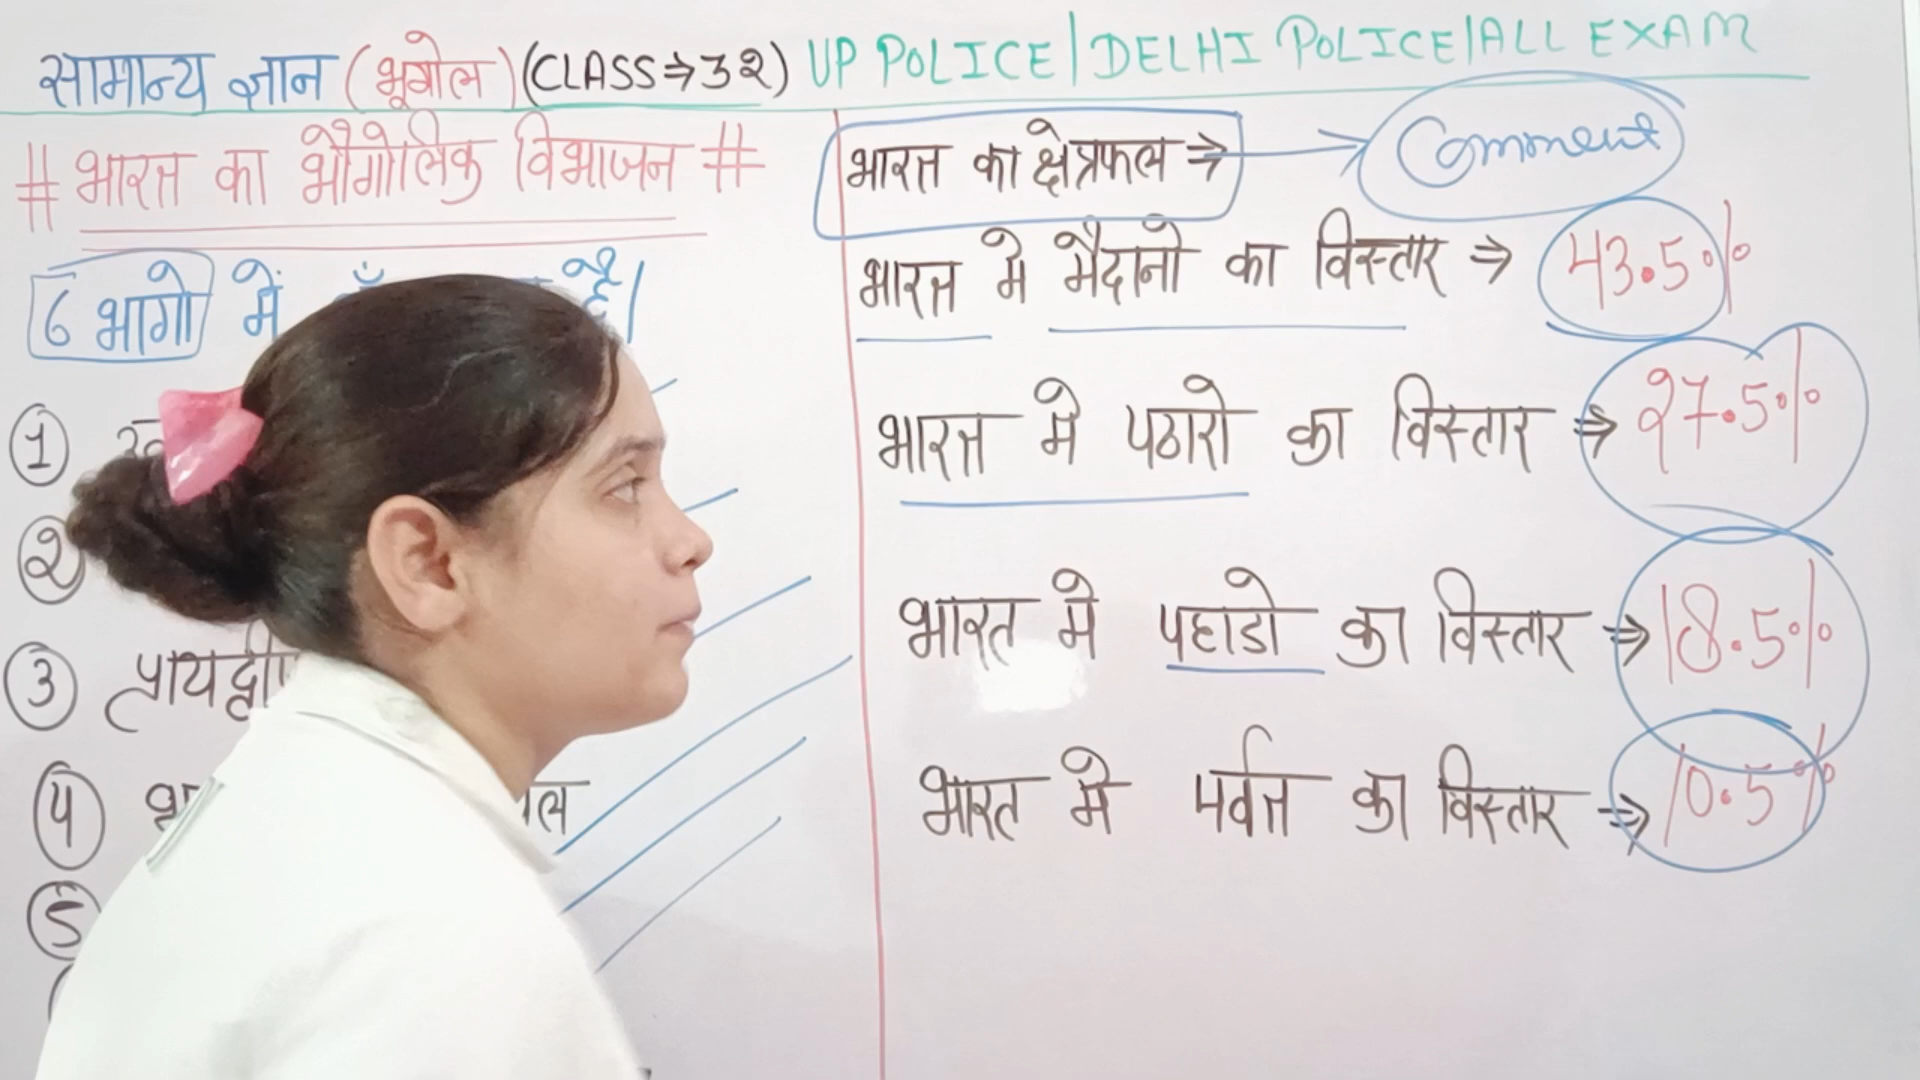 सामान्य ज्ञान (भूगोल) (CLASS⇒32) UP POLICE/DELHI POLICE/ALL EXAM
# भारत का भौगोलिक विभाजन #
6 भागो में है।
1
2
3 प्रायद्वी
4
5
भारत का क्षेत्रफल ⇒ → Comment
भारत मे मैदानो का विस्तार ⇒ 43.5%
भारत मे पठारो का विस्तार ⇒ 27.5%
भारत मे पहाडो का विस्तार ⇒ 18.5%
भारत मे पर्वत का विस्तार ⇒ 10.5%